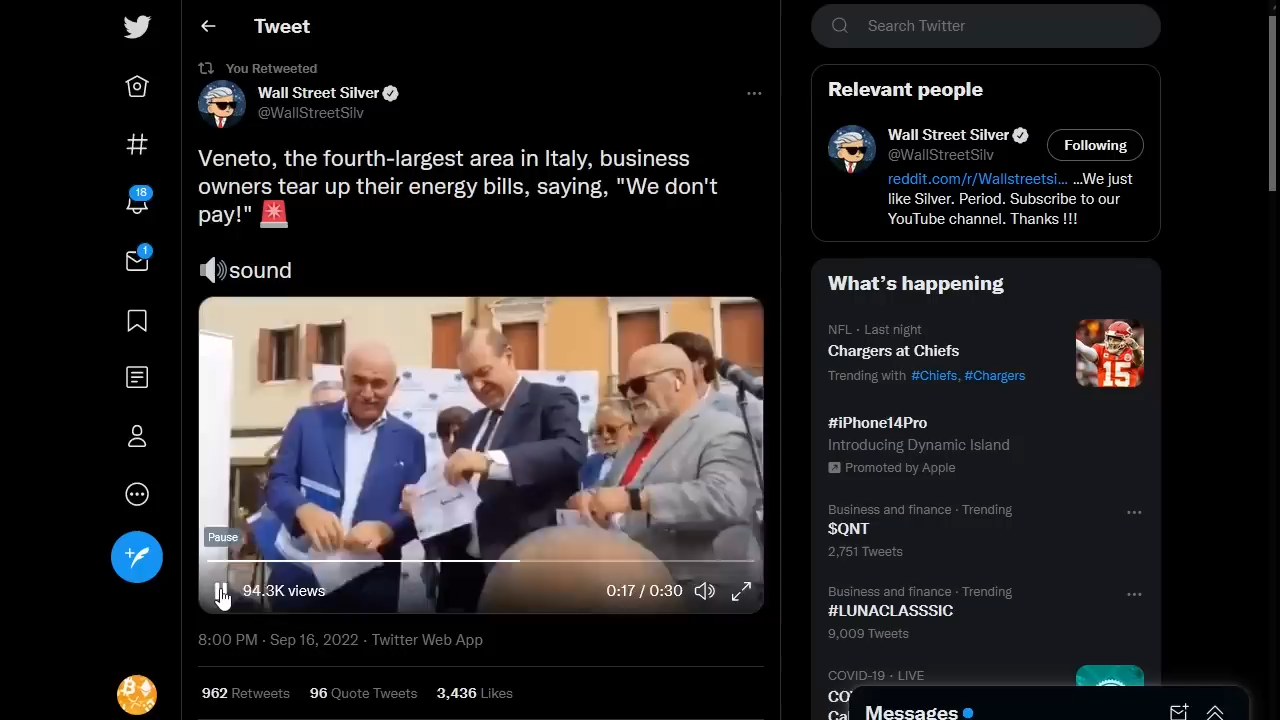 Tweet
You Retweeted
Wall Street Silver
@WallStreetSilv
Veneto, the fourth-largest area in Italy, business
owners tear up their energy bills, saying, "We don't
pay!" 🚨
🔊sound
Pause
94.3K views
0:17 / 0:30
8:00 PM · Sep 16, 2022 · Twitter Web App
962 Retweets 96 Quote Tweets 3,436 Likes
18
1
Search Twitter
Relevant people
Wall Street Silver
@WallStreetSilv
Following
reddit.com/r/Wallstreetsi... ...We just
like Silver. Period. Subscribe to our
YouTube channel. Thanks !!!
What's happening
NFL · Last night
Chargers at Chiefs
Trending with #Chiefs, #Chargers
15
#iPhone14Pro
Introducing Dynamic Island
Promoted by Apple
Business and finance · Trending
$QNT
2,751 Tweets
Business and finance · Trending
#LUNACLASSSIC
9,009 Tweets
COVID-19 · LIVE
Messages